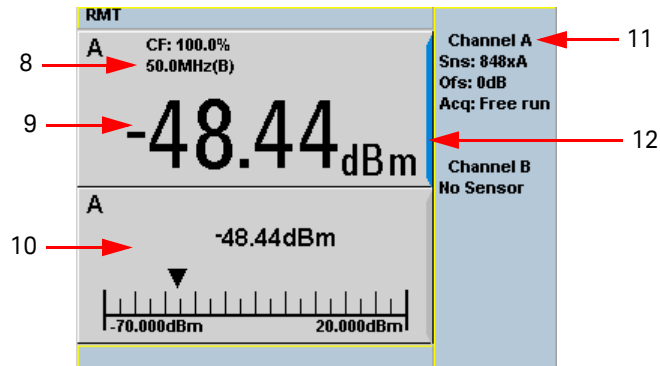 RMT
A
CF: 100.0%
8
50.0MHz(B)
9
-48.44dBm
A
10
-48.44dBm
-70.000dBm
20.000dBm
Channel A
11
Sns: 848xA
Ofs: 0dB
Acq: Free run
12
Channel B
No Sensor